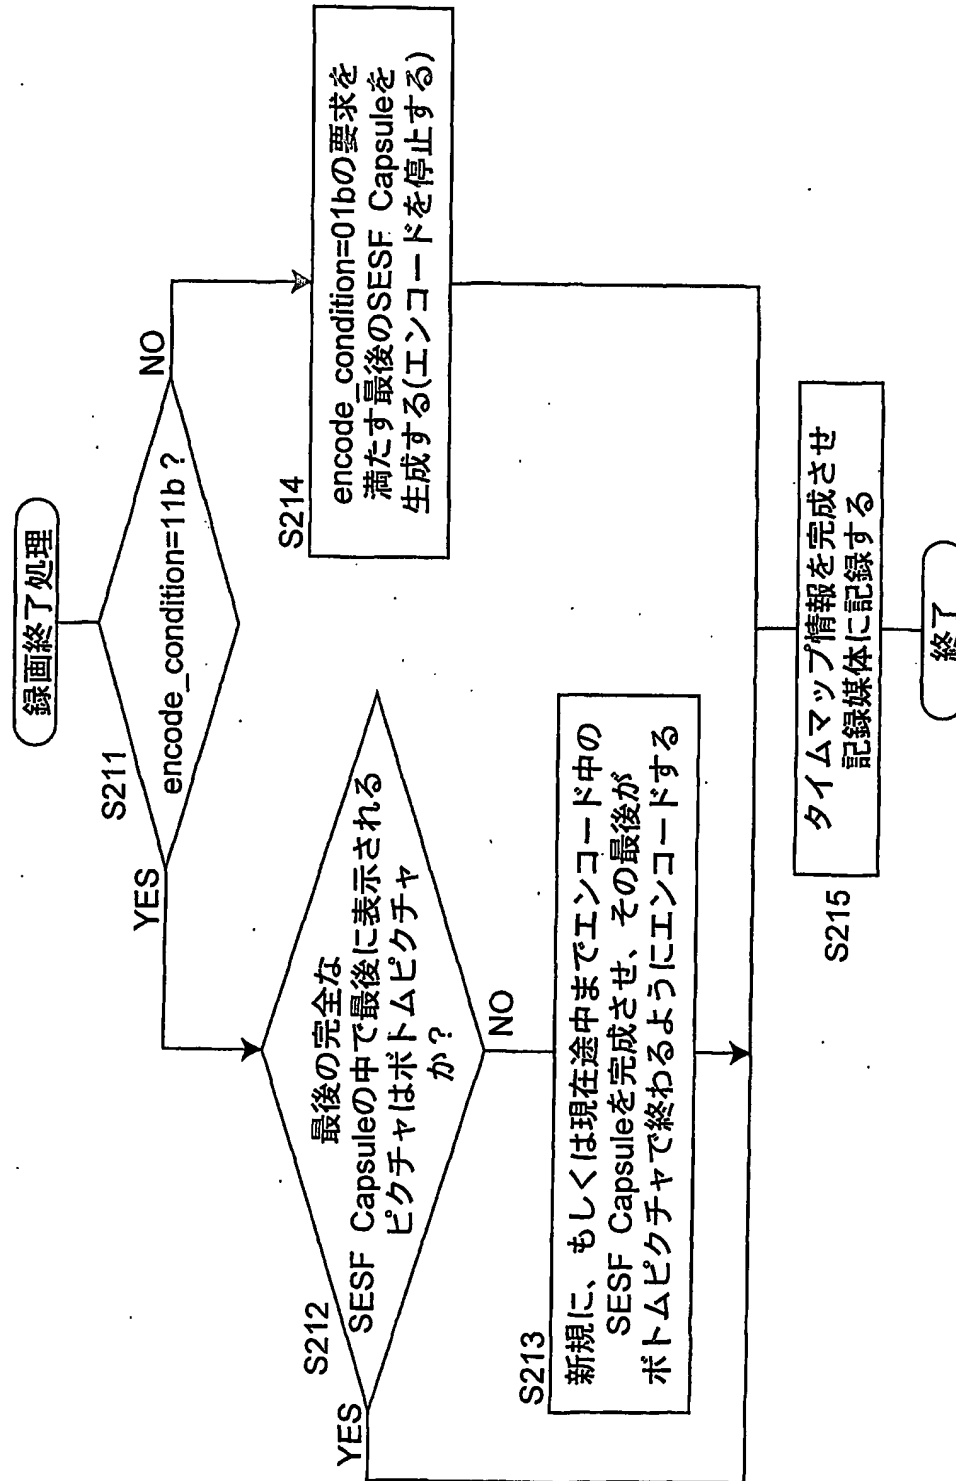 録画終了処理
S211
encode_condition=11b?
YES
NO
S212
最後の完全な
SESF Capsuleの中で最後に表示される
ピクチャはボトムピクチャ
か?
YES
NO
S213
新規に、もしくは現在途中までエンコード中の
SESF Capsuleを完成させ、その最後が
ボトムピクチャで終わるようにエンコードする
S214
encode_condition=01bの要求を
満たす最後のSESF Capsuleを
生成する(エンコードを停止する)
S215
タイムマップ情報を完成させ
記録媒体に記録する
終了